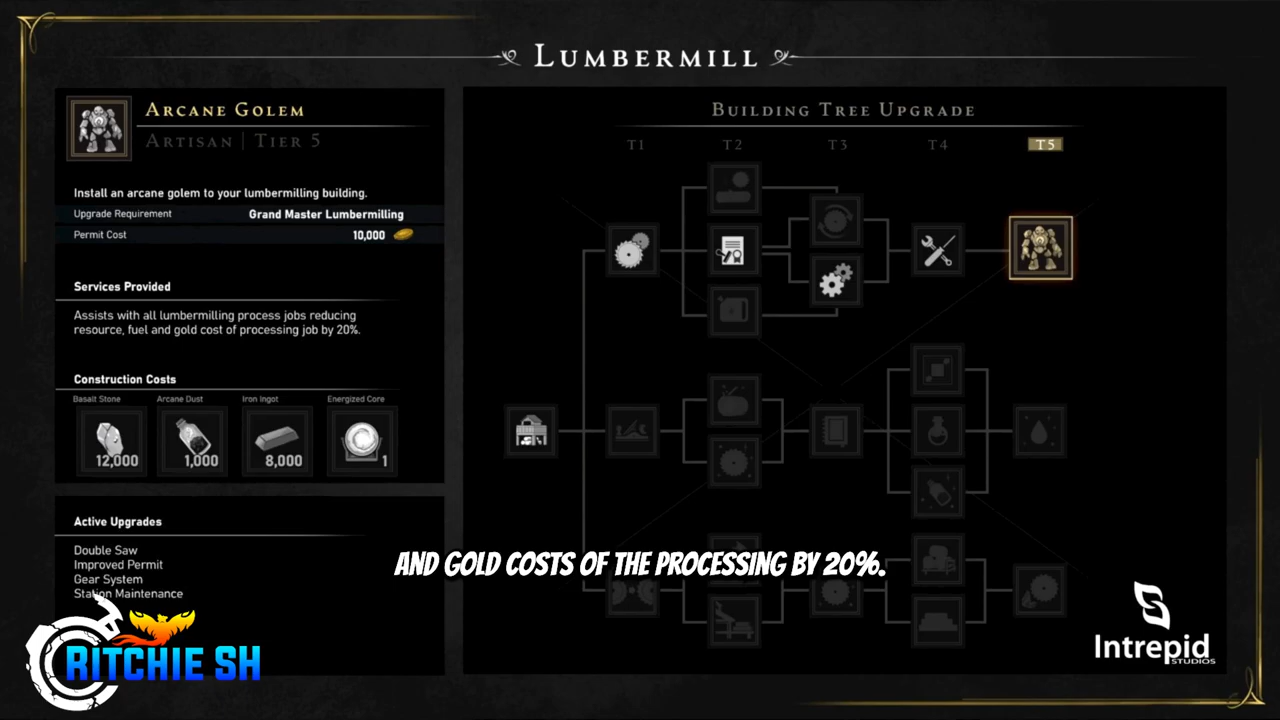 Lumbermill
Arcane Golem
Artisan | Tier 5
Install an arcane golem to your lumbermilling building.
Upgrade Requirement Grand Master Lumbermilling
Permit Cost 10,000
Services Provided
Assists with all lumbermilling process jobs reducing
resource, fuel and gold cost of processing job by 20%.
Construction Costs
Basalt Stone Arcane Dust Iron Ingot Energized Core
12,000 1,000 8,000 1
Active Upgrades
Double Saw
Improved Permit
Gear System
Station Maintenance
Building Tree Upgrade
T1 T2 T3 T4 T5
AND GOLD COSTS OF THE PROCESSING BY 20%.
RITCHIE SH
Intrepid
STUDIOS